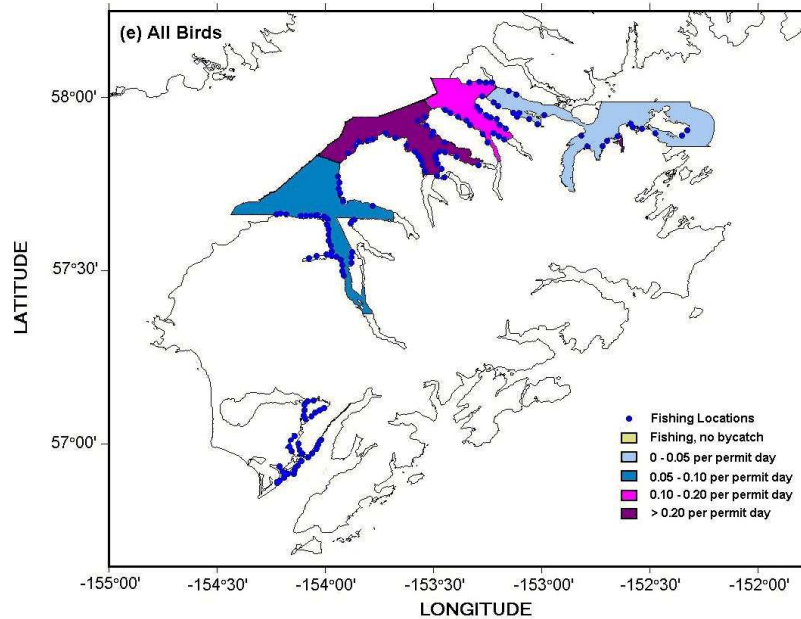 (e) All Birds
58°00'
57°30'
57°00'
LATITUDE
Fishing Locations
Fishing, no bycatch
0 - 0.05 per permit day
0.05 - 0.10 per permit day
0.10 - 0.20 per permit day
> 0.20 per permit day
-155°00' -154°30' -154°00' -153°30' -153°00' -152°30' -152°00'
LONGITUDE